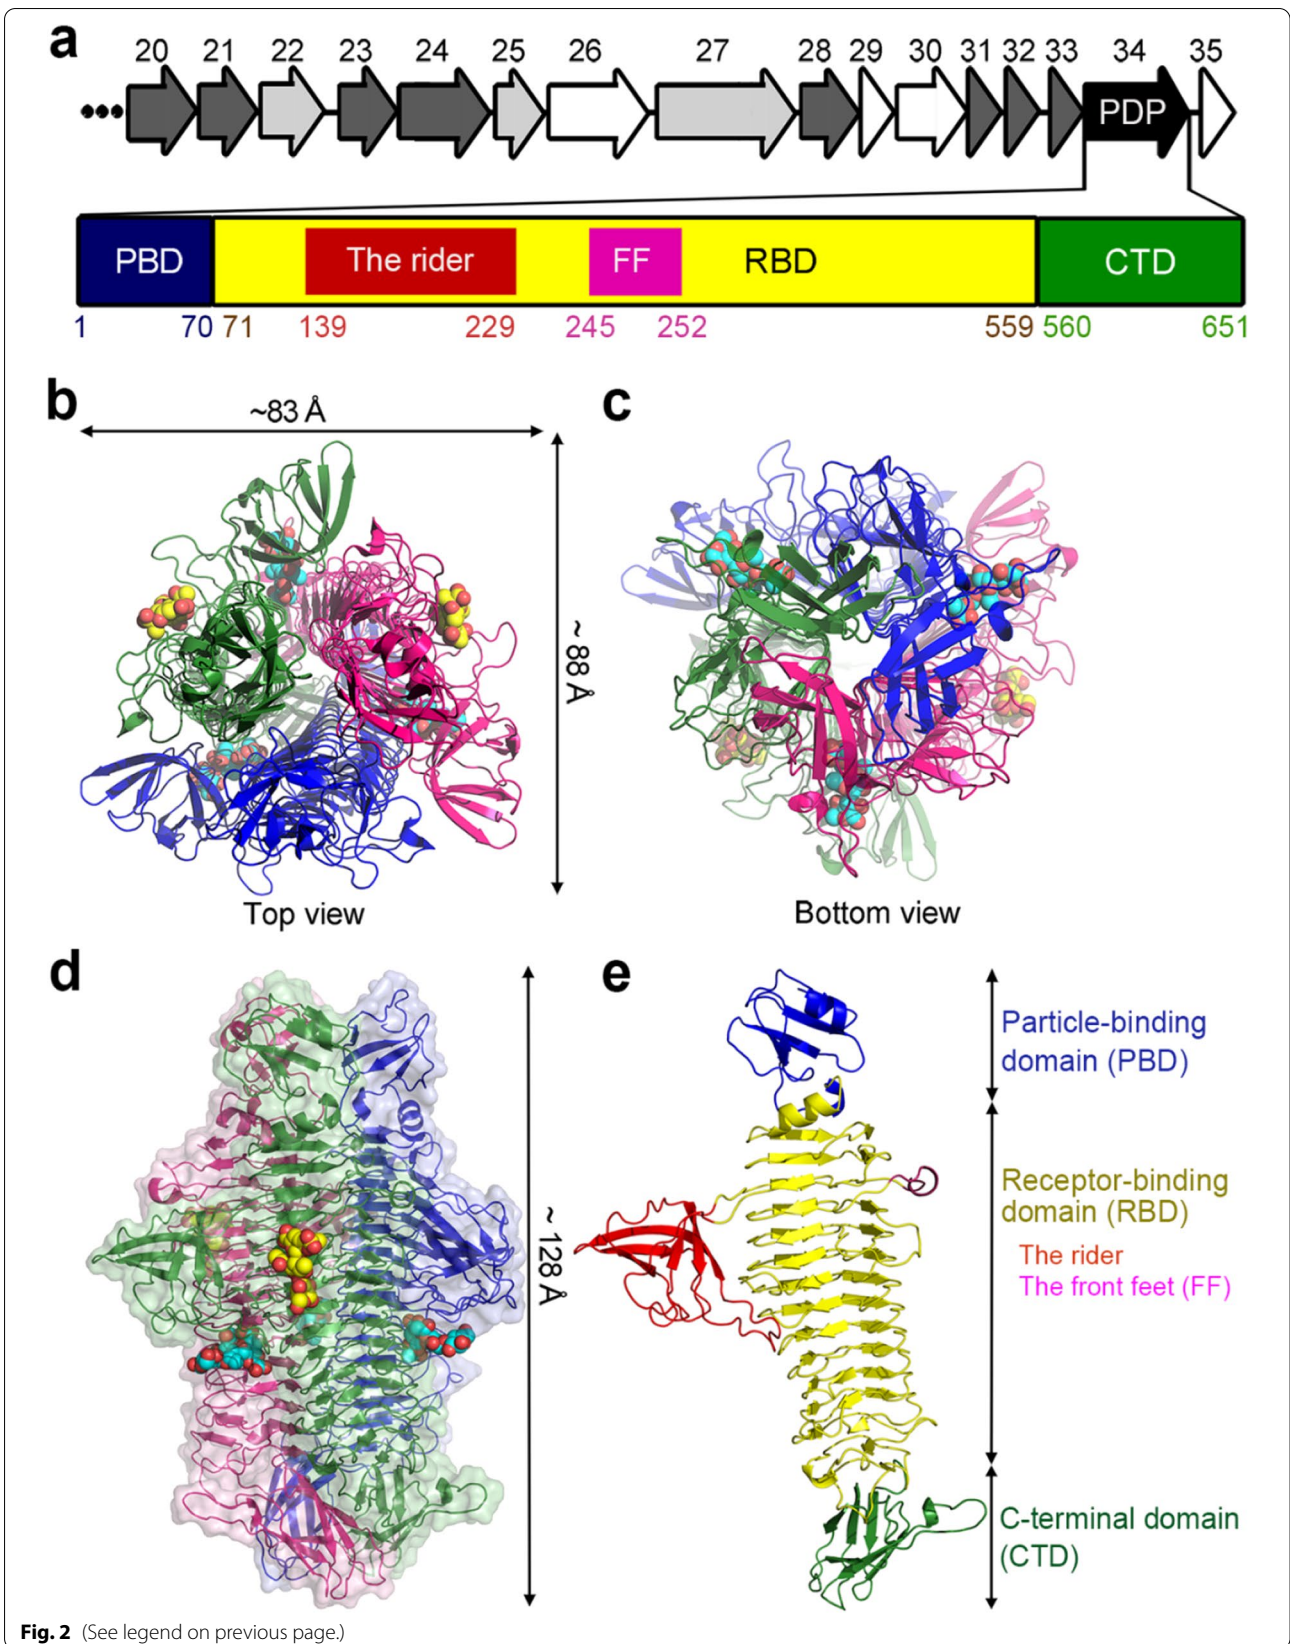 a
20 21 22 23 24 25 26 27 28 29 30 31 32 33 34 35
PDP
PBD The rider FF RBD CTD
1 70 71 139 229 245 252 559 560 651
b
~83 Å
c
~88 Å
Top view
Bottom view
d
~128 Å
e
Particle-binding
domain (PBD)
Receptor-binding
domain (RBD)
The rider
The front feet (FF)
C-terminal domain
(CTD)
Fig. 2 (See legend on previous page.)